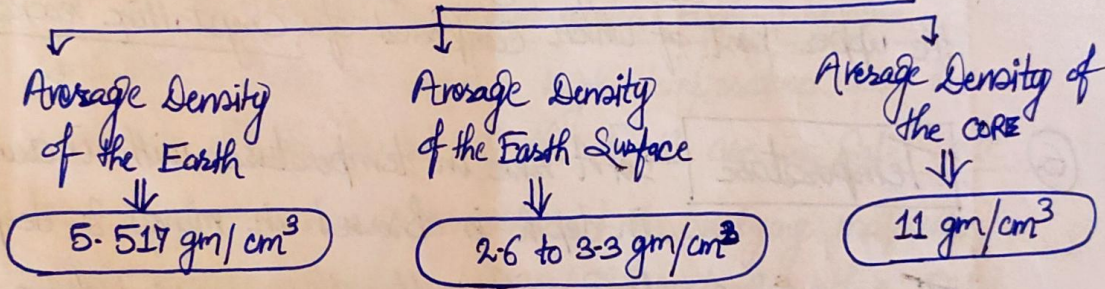 Average Density
of the Earth
5.517 gm/cm³
Average Density
of the Earth Surface
2.6 to 3.3 gm/cm³
Average Density of
the CORE
11 gm/cm³